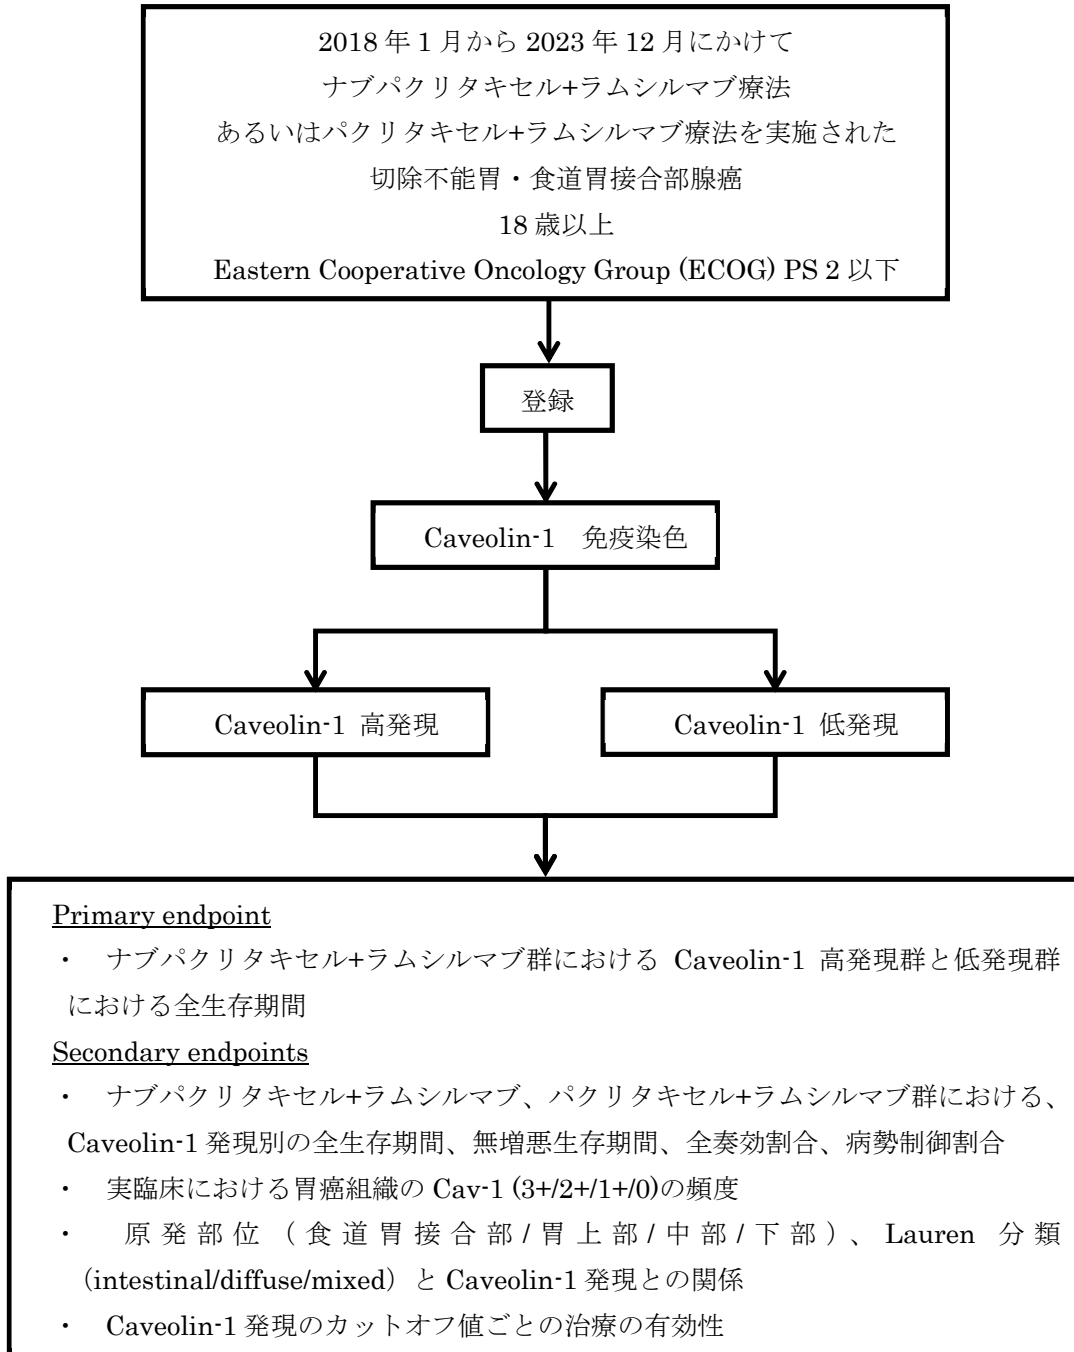 2018 年 1 月から 2023 年 12 月にかけて
ナブパクリタキセル+ラムシルマブ療法
あるいはパクリタキセル+ラムシルマブ療法を実施された
切除不能胃・食道胃接合部腺癌
18 歳以上
Eastern Cooperative Oncology Group (ECOG) PS 2 以下
登録
Caveolin-1　免疫染色
Caveolin-1 高発現
Caveolin-1 低発現
Primary endpoint
・ ナブパクリタキセル+ラムシルマブ群における Caveolin-1 高発現群と低発現群
における全生存期間
Secondary endpoints
・ ナブパクリタキセル+ラムシルマブ、パクリタキセル+ラムシルマブ群における、
Caveolin-1 発現別の全生存期間、無増悪生存期間、全奏効割合、病勢制御割合
・ 実臨床における胃癌組織の Cav-1 (3+/2+/1+/0)の頻度
・ 原発部位（食道胃接合部/胃上部/中部/下部）、Lauren 分類
（intestinal/diffuse/mixed）と Caveolin-1 発現との関係
・ Caveolin-1 発現のカットオフ値ごとの治療の有効性